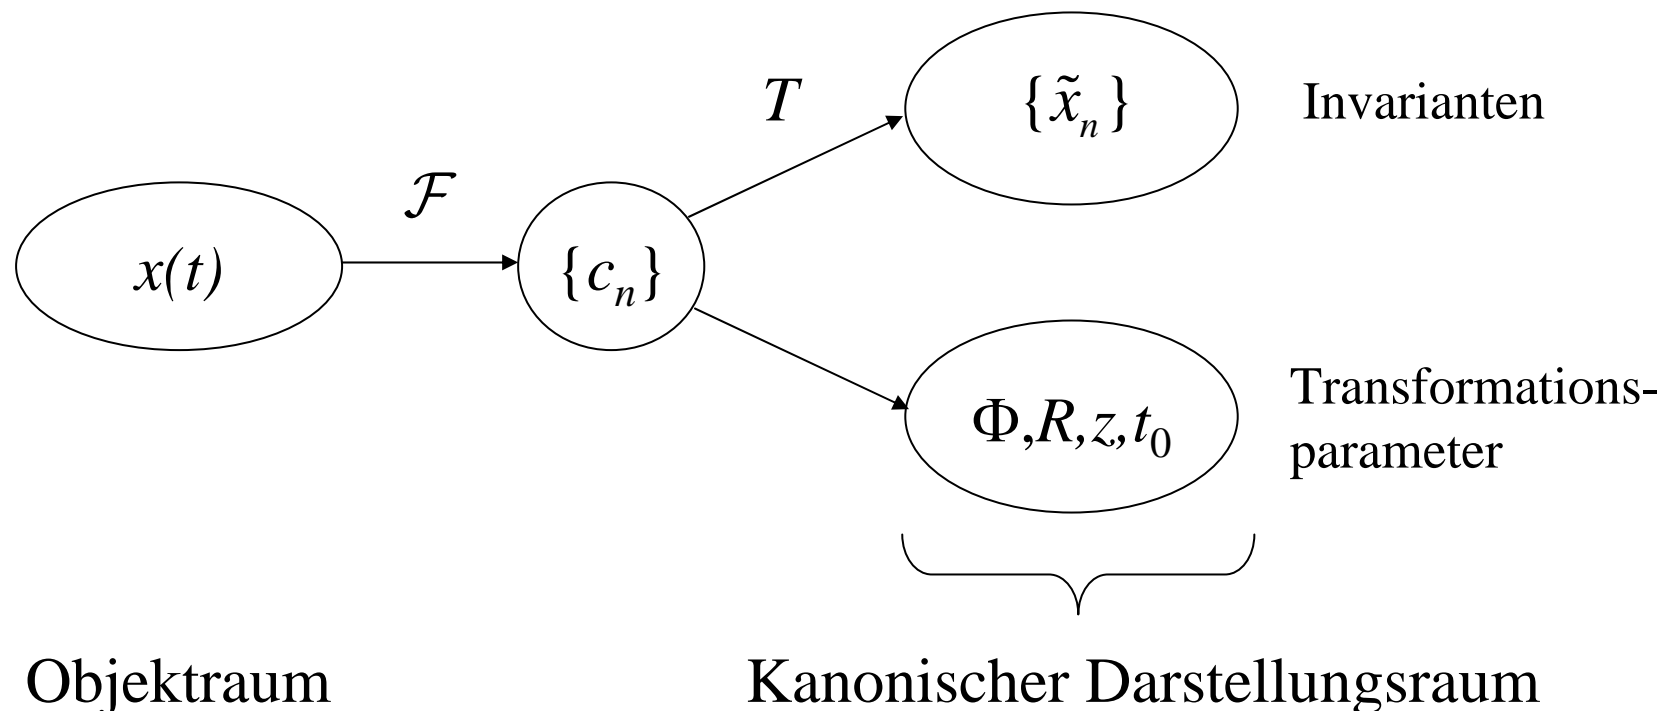 T
{x̃ₙ}
Invarianten
ℱ
x(t)
{cₙ}
Φ,R,z,t₀
Transformations-
parameter
Objektraum
Kanonischer Darstellungsraum